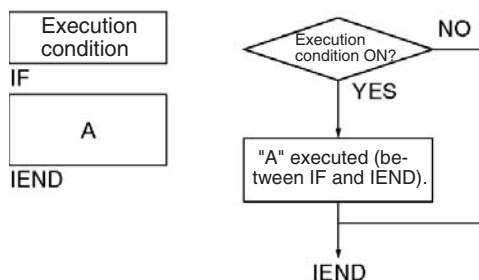 Execution
condition
IF
A
IEND
Execution
condition ON?
NO
YES
"A" executed (be-
tween IF and IEND).
IEND